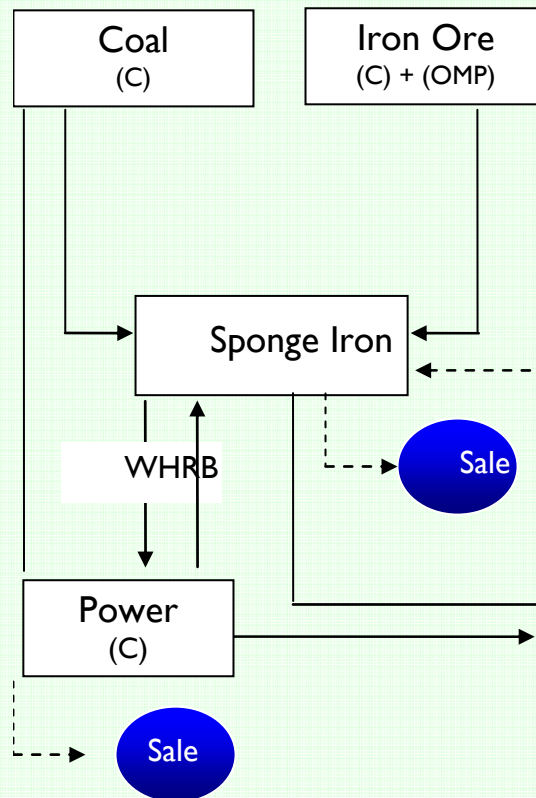 Coal
(C)
Iron Ore
(C) + (OMP)
Sponge Iron
Sale
WHRB
Power
(C)
Sale